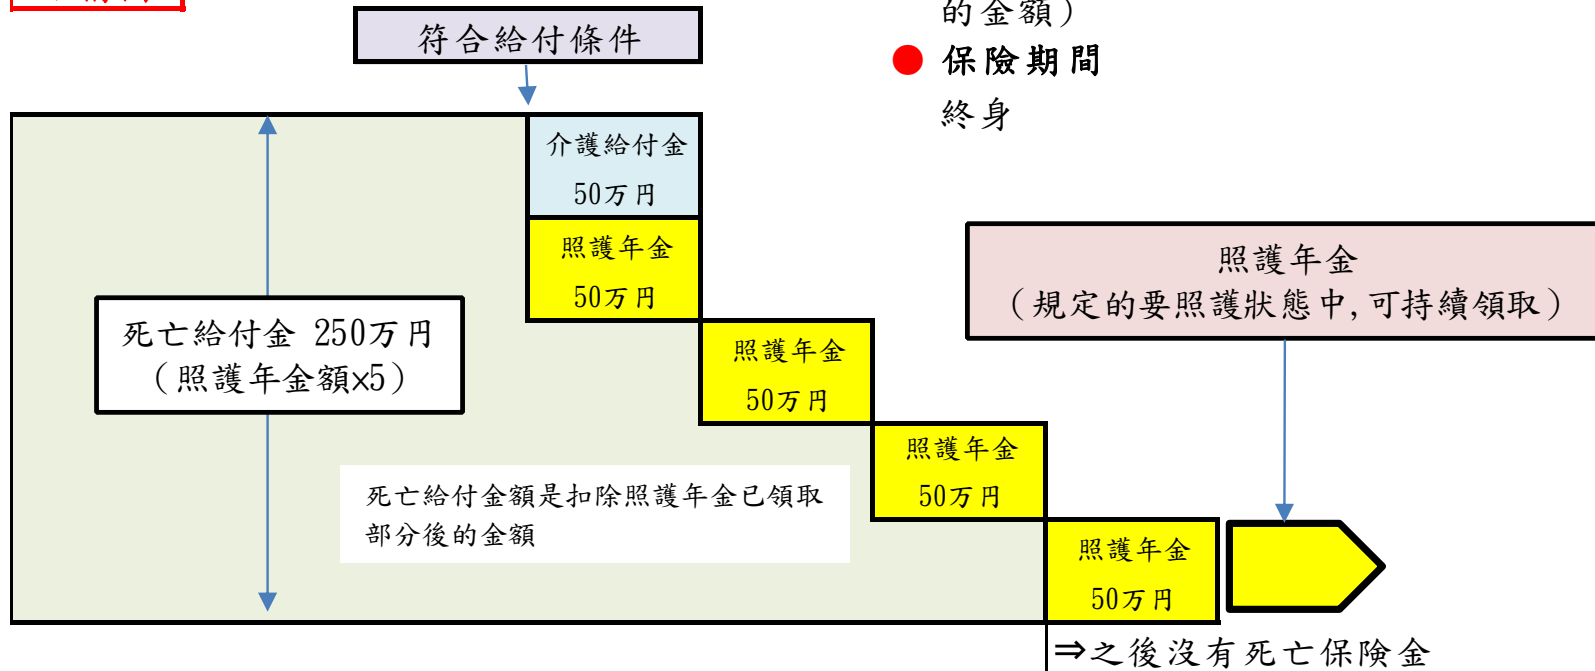 的金額）
符合給付條件
● 保險期間
終身
介護給付金
50万円
照護年金
50万円
照護年金
（規定的要照護狀態中,可持續領取）
死亡給付金 250万円
（照護年金額×5）
照護年金
50万円
照護年金
50万円
死亡給付金額是扣除照護年金已領取
部分後的金額
照護年金
50万円
⇒之後沒有死亡保険金